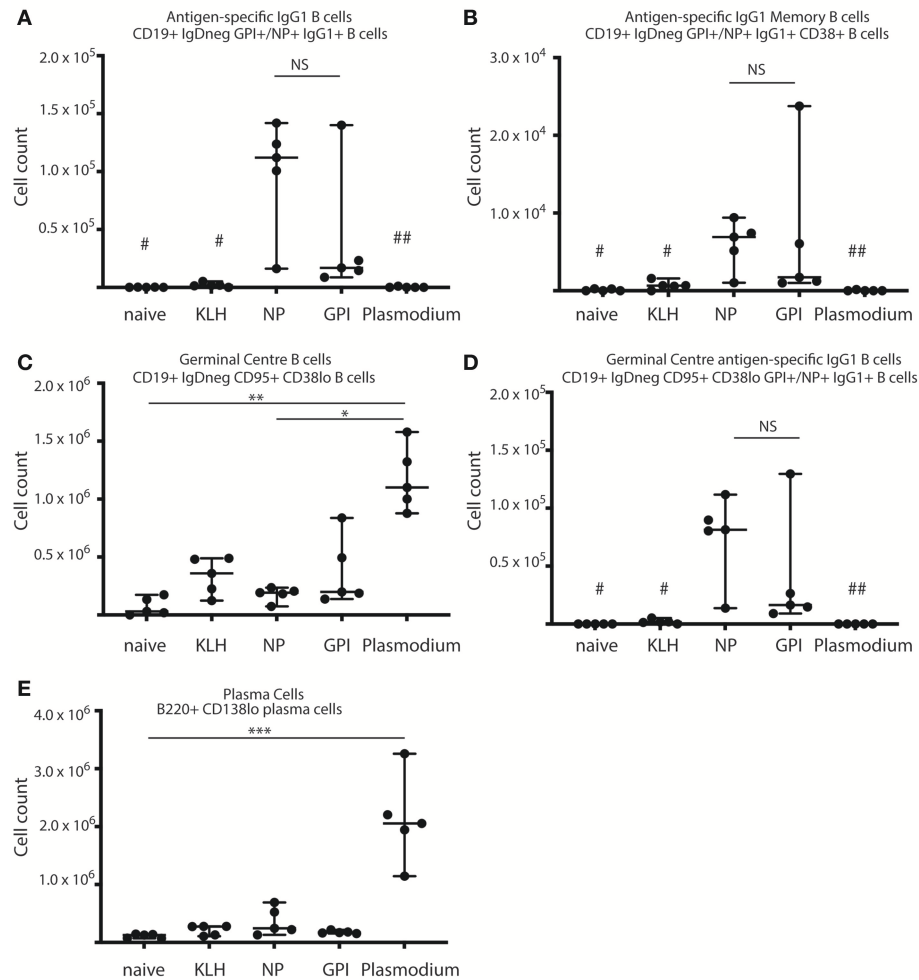 A
Antigen-specific IgG1 B cells
CD19+ IgDneg GPI+/NP+ IgG1+ B cells
Cell count
2.0 x 10^5
1.5 x 10^5
1.0 x 10^5
0.5 x 10^5
NS
# # ##
naive KLH NP GPI Plasmodium
B
Antigen-specific IgG1 Memory B cells
CD19+ IgDneg GPI+/NP+ IgG1+ CD38+ B cells
Cell count
3.0 x 10^4
2.0 x 10^4
1.0 x 10^4
NS
# # ##
naive KLH NP GPI Plasmodium
C
Germinal Centre B cells
CD19+ IgDneg CD95+ CD38lo B cells
Cell count
2.0 x 10^6
1.5 x 10^6
1.0 x 10^6
0.5 x 10^6
**
*
naive KLH NP GPI Plasmodium
D
Germinal Centre antigen-specific IgG1 B cells
CD19+ IgDneg CD95+ CD38lo GPI+/NP+ IgG1+ B cells
Cell count
2.0 x 10^5
1.5 x 10^5
1.0 x 10^5
0.5 x 10^5
NS
# # ##
naive KLH NP GPI Plasmodium
E
Plasma Cells
B220+ CD138lo plasma cells
Cell count
4.0 x 10^6
3.0 x 10^6
2.0 x 10^6
1.0 x 10^6
***
naive KLH NP GPI Plasmodium